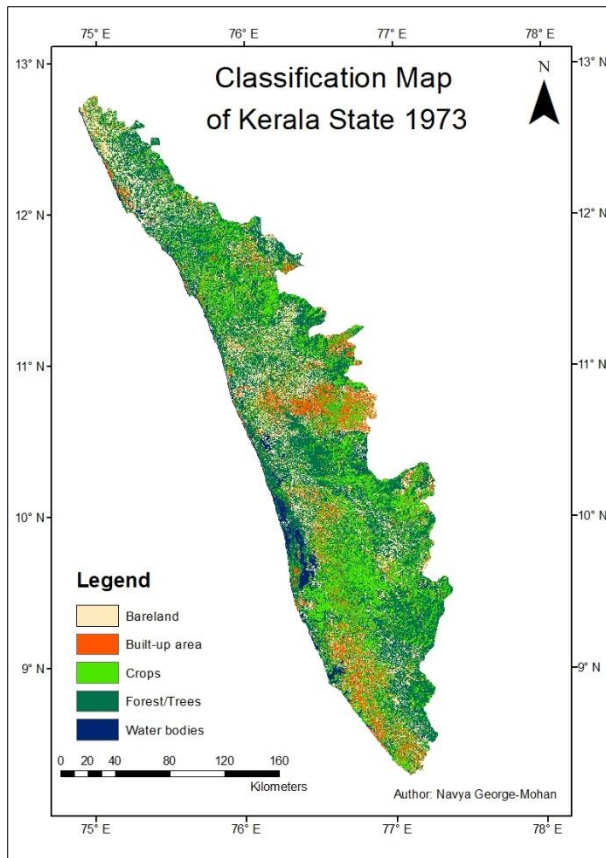 75° E 76° E 77° E 78° E
13° N 13° N
Classification Map
of Kerala State 1973
N
12° N 12° N
11° N 11° N
10° N 10° N
Legend
Bareland
Built-up area
Crops
Forest/Trees
Water bodies
9° N 9° N
0 20 40 80 120 160
Kilometers
Author: Navya George-Mohan
75° E 76° E 77° E 78° E